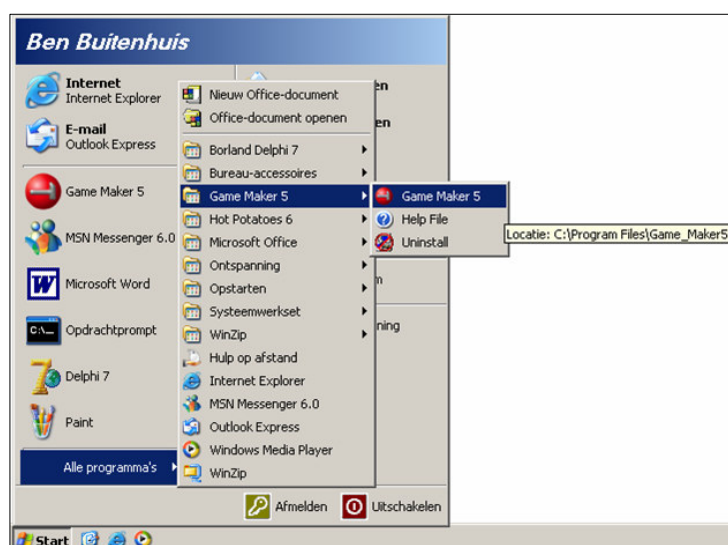 Ben Buitenhuis
Internet
Internet Explorer
E-mail
Outlook Express
Game Maker 5
MSN Messenger 6.0
Microsoft Word
C:\_
Opdrachtprompt
Delphi 7
Paint
Alle programma's
Nieuw Office-document
Office-document openen
Borland Delphi 7
Bureau-accessoires
Game Maker 5
Hot Potatoes 6
Microsoft Office
Ontspanning
Opstarten
Systeemwerkset
WinZip
Hulp op afstand
Internet Explorer
MSN Messenger 6.0
Outlook Express
Windows Media Player
WinZip
Game Maker 5
Help File
Uninstall
Locatie: C:\Program Files\Game_Maker5
en
en
m
ning
Afmelden
Uitschakelen
Start